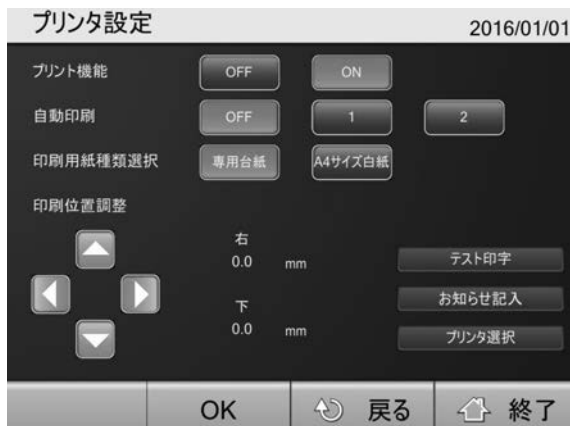 プリンタ設定 2016/01/01
プリント機能 OFF ON
自動印刷 OFF 1 2
印刷用紙種類選択 専用台紙 A4サイズ白紙
印刷位置調整
右
0.0 mm
テスト印字
お知らせ記入
下
0.0 mm
プリンタ選択
OK 戻る 終了